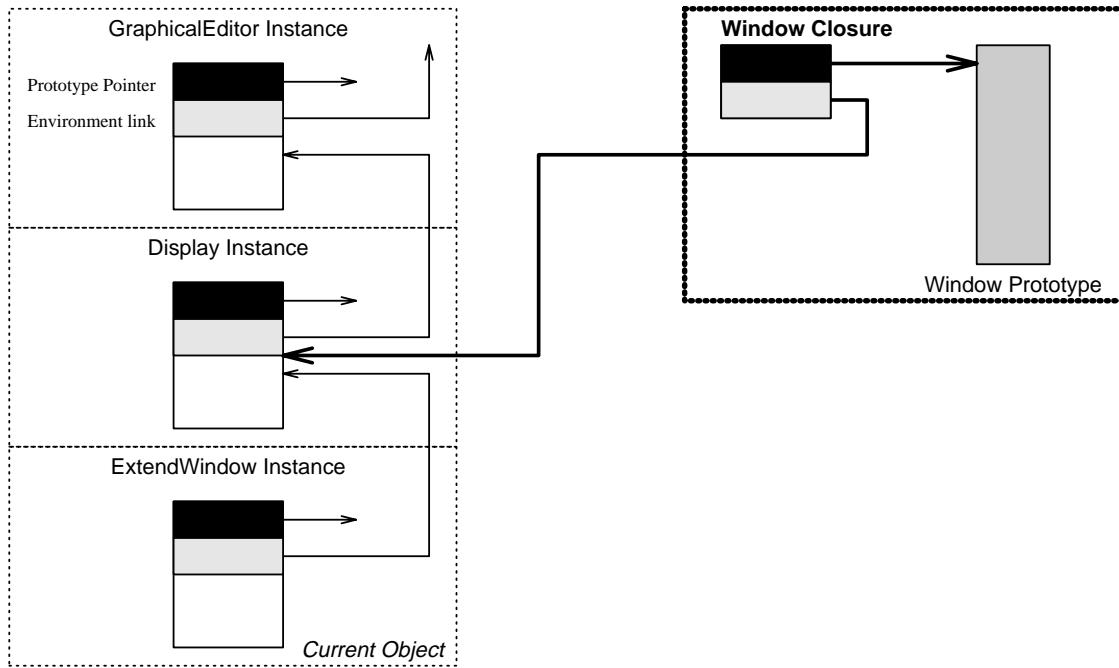 GraphicalEditor Instance
Prototype Pointer
Environment link
Display Instance
ExtendWindow Instance
Current Object
Window Closure
Window Prototype